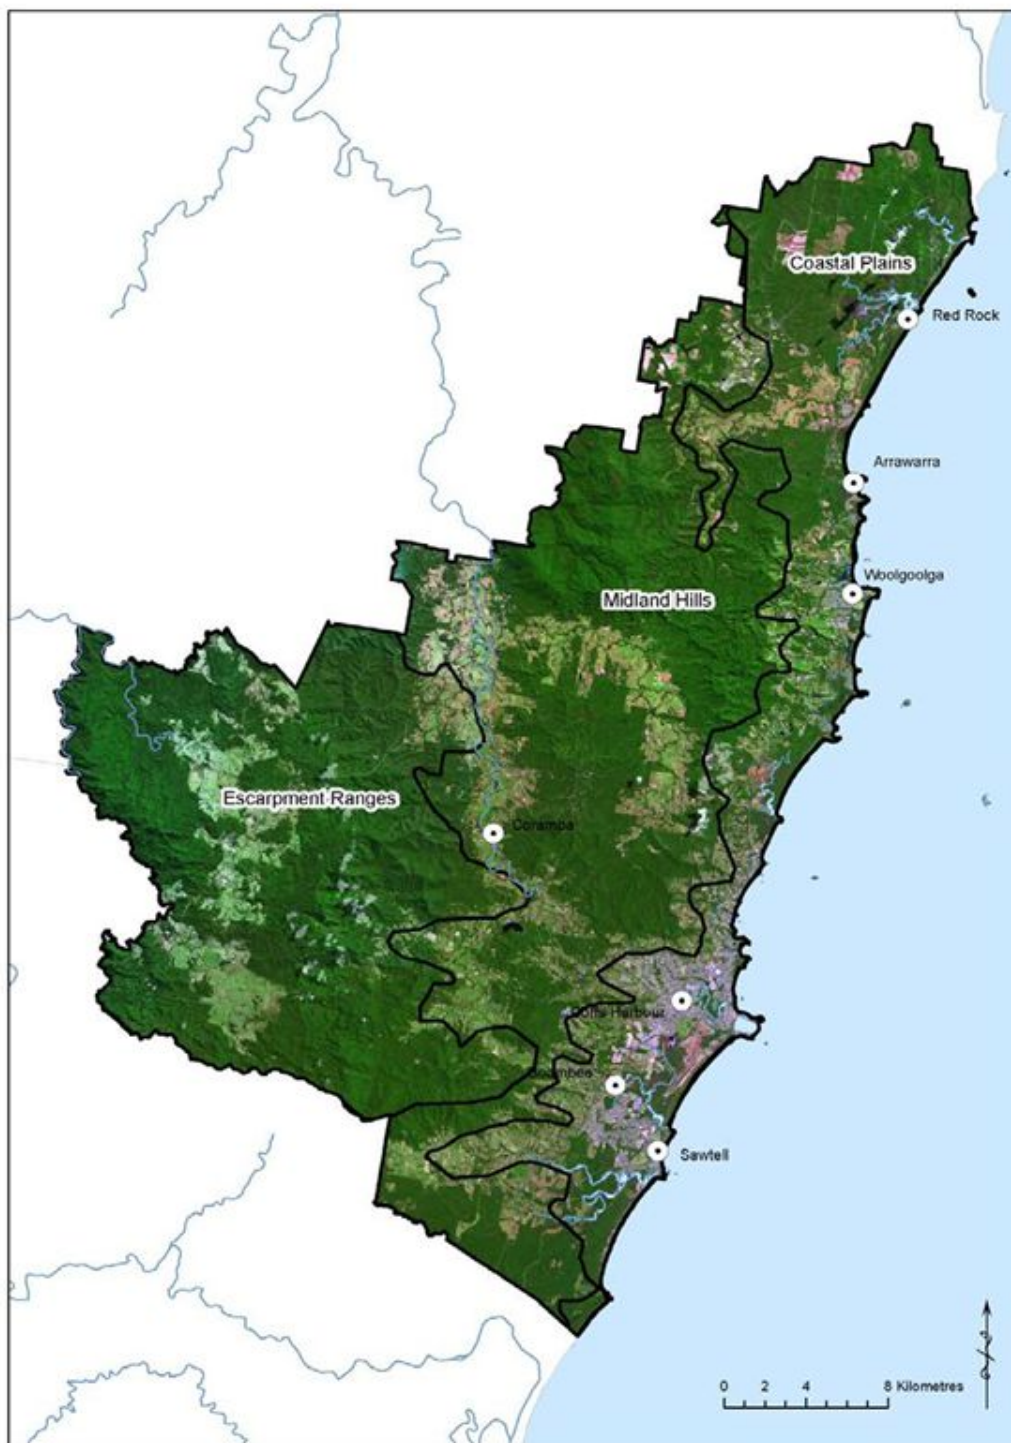 Coastal Plains
Red Rock
Arrawarra
Woolgoolga
Midland Hills
Escarpment Ranges
Coramba
Coffs Harbour
Boambee
Sawtell
0 2 4 8 Kilometres